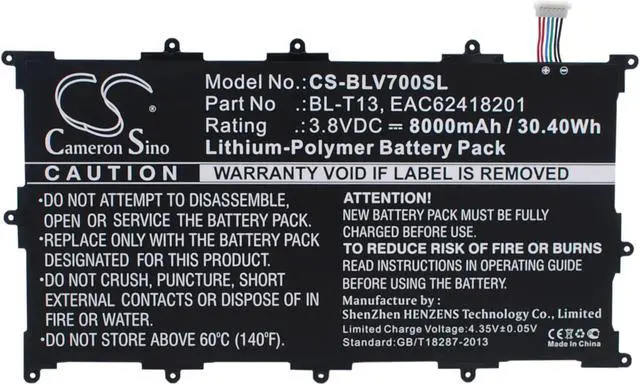 CS
Cameron Sino
Model No.: CS-BLV700SL
Part No : BL-T13, EAC62418201
Rating : 3.8VDC ⎓ 8000mAh / 30.40Wh
Lithium-Polymer Battery Pack
CAUTION WARRANTY VOID IF LABEL IS REMOVED
•DO NOT ATTEMPT TO DISASSEMBLE,
OPEN OR SERVICE THE BATTERY PACK.
•REPLACE ONLY WITH THE BATTERY PACK
DESIGNATED FOR THIS PRODUCT.
•DO NOT CRUSH, PUNCTURE, SHORT
EXTERNAL CONTACTS OR DISPOSE OF IN
FIRE OR WATER.
•DO NOT STORE ABOVE 60°C (140°F).
ATTENTION!
NEW BATTERY PACK MUST BE FULLY
CHARGED BEFORE USING.
TO REDUCE RISK OF FIRE OR BURNS
READ INSTRUCTIONS IN OPERATING GUIDE
BEFORE USING THE BATTERY PACK.
Manufacture by :
ShenZhen HENZENS Technology Co., Limited
Limited Charge Voltage:4.35V±0.05V
Standard:GB/T18287-2013